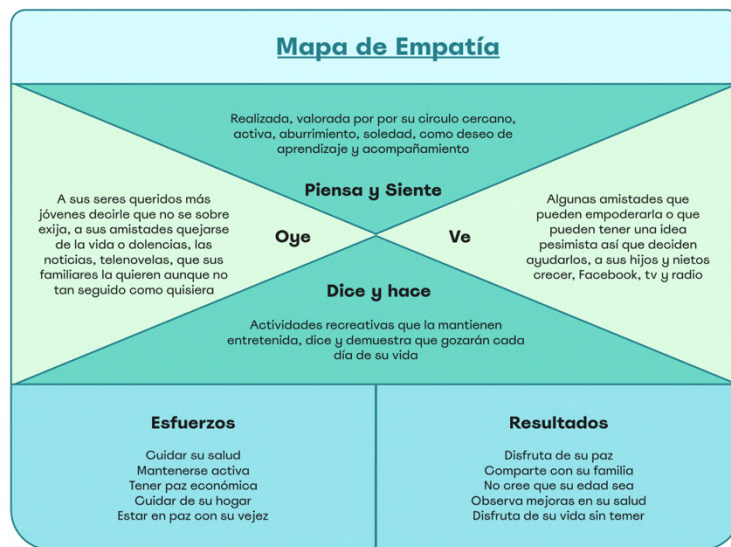 Mapa de Empatía
Realizada, valorada por por su circulo cercano,
activa, aburrimiento, soledad, como deseo de
aprendizaje y acompañamiento
Piensa y Siente
A sus seres queridos más
jóvenes decirle que no se sobre
exija, a sus amistades quejarse
de la vida o dolencias, las
noticias, telenovelas, que sus
familiares la quieren aunque no
tan seguido como quisiera
Oye
Ve
Algunas amistades que
pueden empoderarla o que
pueden tener una idea
pesimista así que deciden
ayudarlos, a sus hijos y nietos
crecer, Facebook, tv y radio
Dice y hace
Actividades recreativas que la mantienen
entretenida, dice y demuestra que gozarán cada
día de su vida
Esfuerzos
Cuidar su salud
Mantenerse activa
Tener paz económica
Cuidar de su hogar
Estar en paz con su vejez
Resultados
Disfruta de su paz
Comparte con su familia
No cree que su edad sea
Observa mejoras en su salud
Disfruta de su vida sin temer